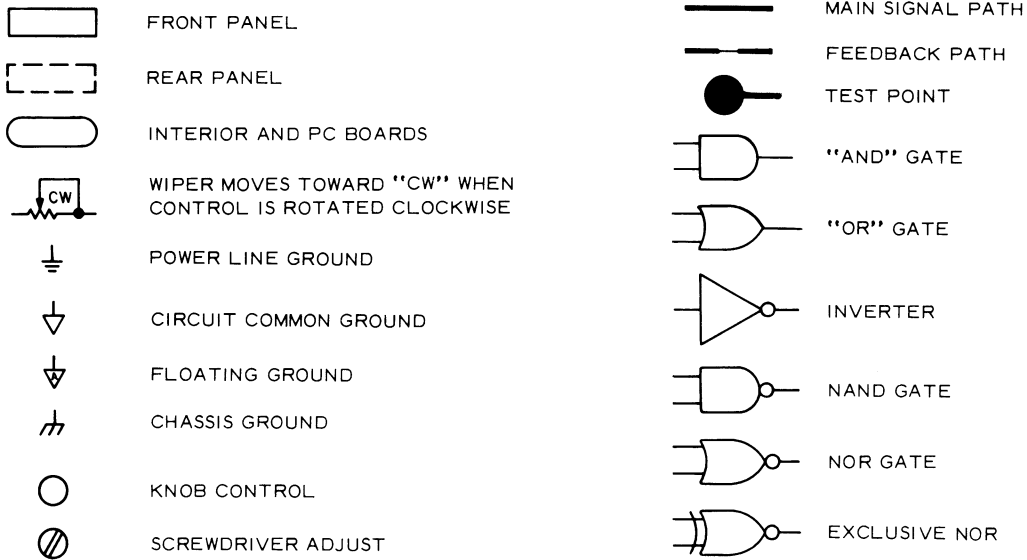 FRONT PANEL
REAR PANEL
INTERIOR AND PC BOARDS
CW
WIPER MOVES TOWARD "CW" WHEN
CONTROL IS ROTATED CLOCKWISE
POWER LINE GROUND
CIRCUIT COMMON GROUND
A
FLOATING GROUND
CHASSIS GROUND
KNOB CONTROL
SCREWDRIVER ADJUST
MAIN SIGNAL PATH
FEEDBACK PATH
TEST POINT
"AND" GATE
"OR" GATE
INVERTER
NAND GATE
NOR GATE
EXCLUSIVE NOR